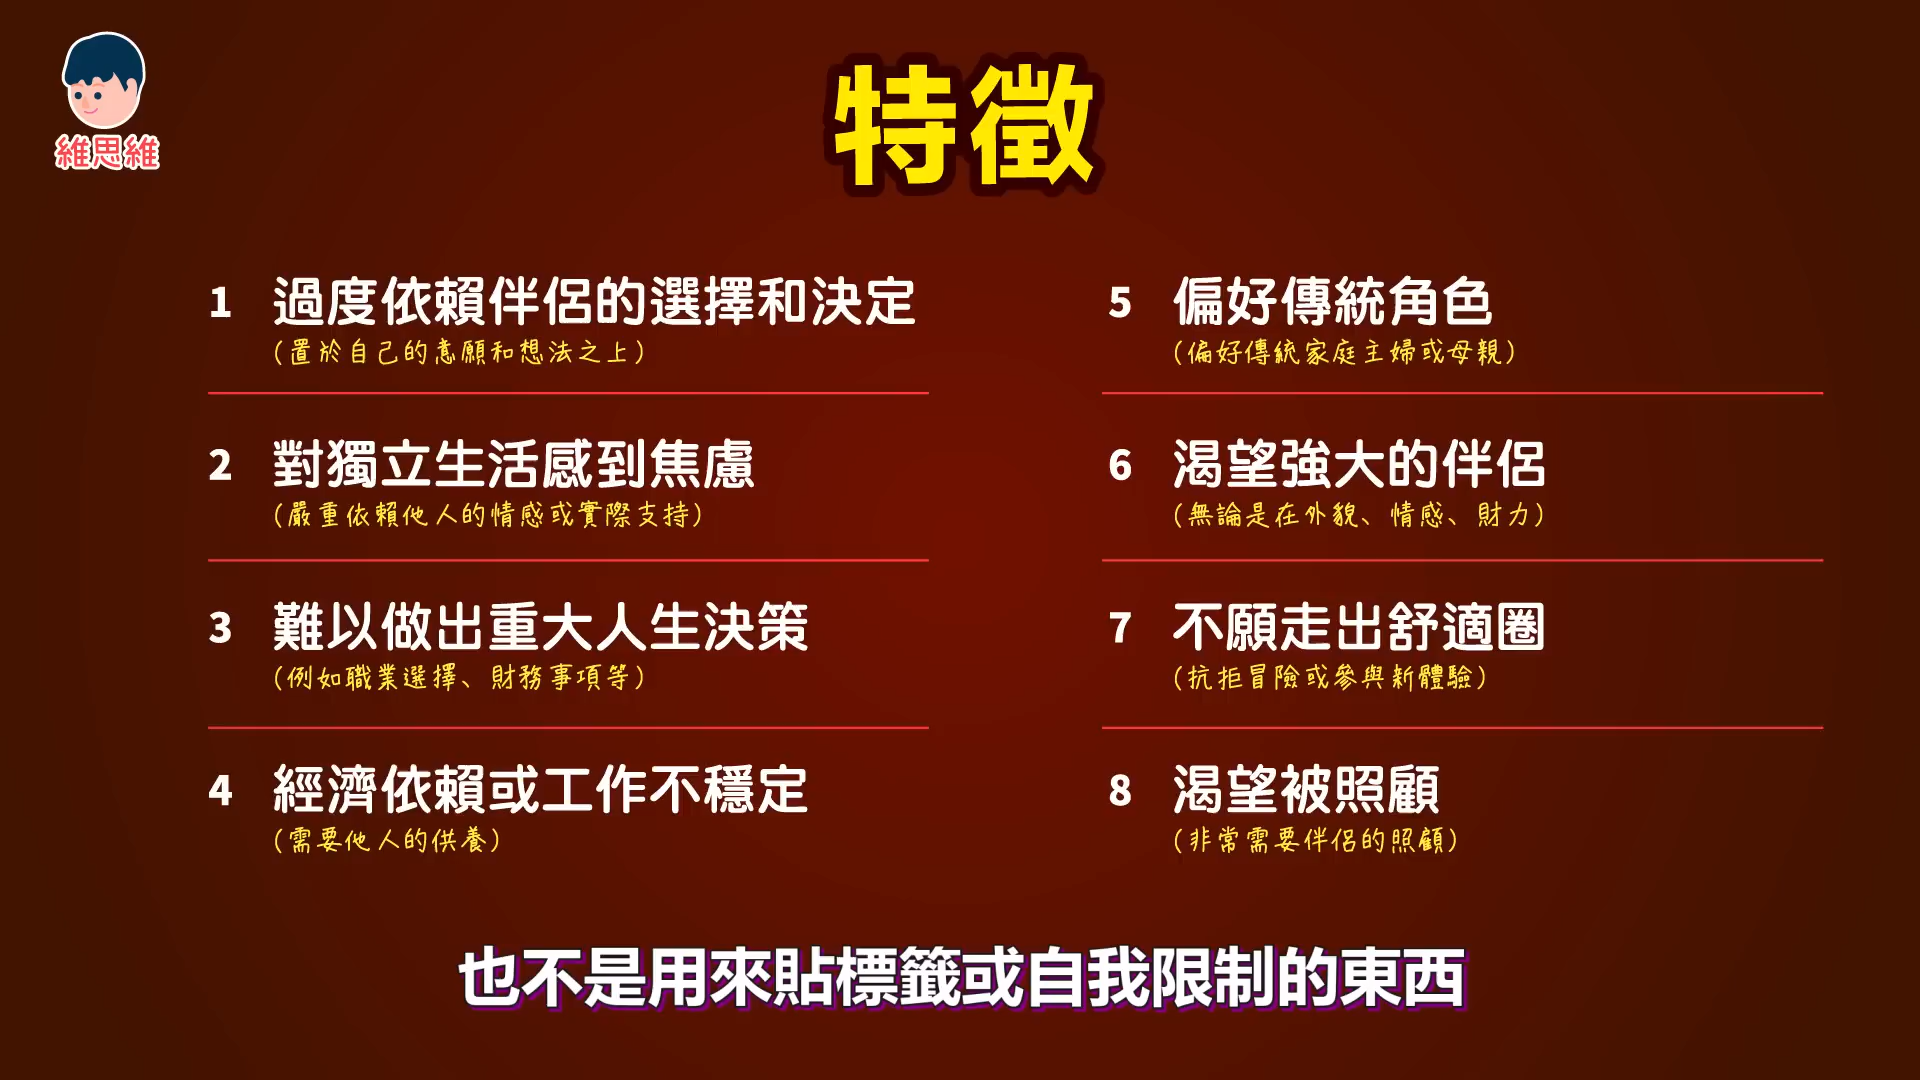 維思維
特徵
1 過度依賴伴侶的選擇和決定
(置於自己的意願和想法之上)
2 對獨立生活感到焦慮
(嚴重依賴他人的情感或實際支持)
3 難以做出重大人生決策
(例如職業選擇、財務事項等)
4 經濟依賴或工作不穩定
(需要他人的供養)
5 偏好傳統角色
(偏好傳統家庭主婦或母親)
6 渴望強大的伴侶
(無論是在外貌、情感、財力)
7 不願走出舒適圈
(抗拒冒險或參與新體驗)
8 渴望被照顧
(非常需要伴侶的照顧)
也不是用來貼標籤或自我限制的東西